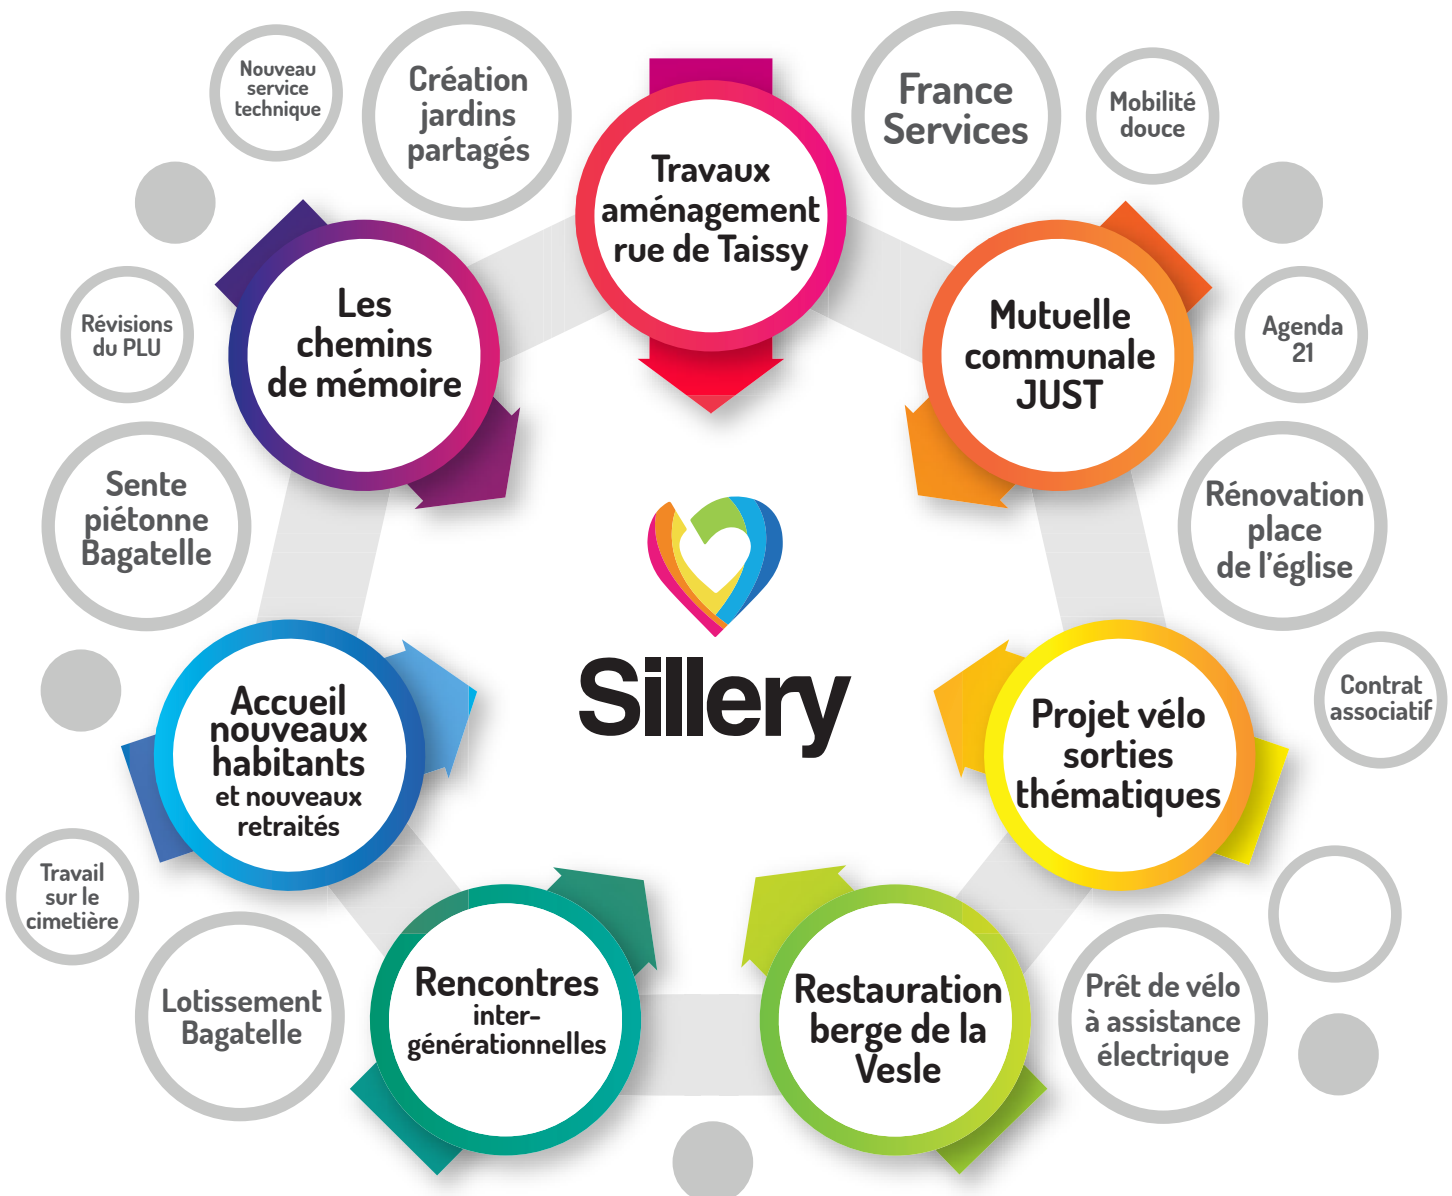 Nouveau
service
technique
Création
jardins
partagés
Travaux
aménagement
rue de Taissy
France
Services
Mobilité
douce
Les
chemins
de mémoire
Mutuelle
communale
JUST
Révisions
du PLU
Agenda
21
Sente
piétonne
Bagatelle
Rénovation
place
de l'église
Sillery
Accueil
nouveaux
habitants
et nouveaux
retraités
Projet vélo
sorties
thématiques
Contrat
associatif
Travail
sur le
cimetière
Lotissement
Bagatelle
Rencontres
inter-
générationnelles
Restauration
berge de la
Vesle
Prêt de vélo
à assistance
électrique